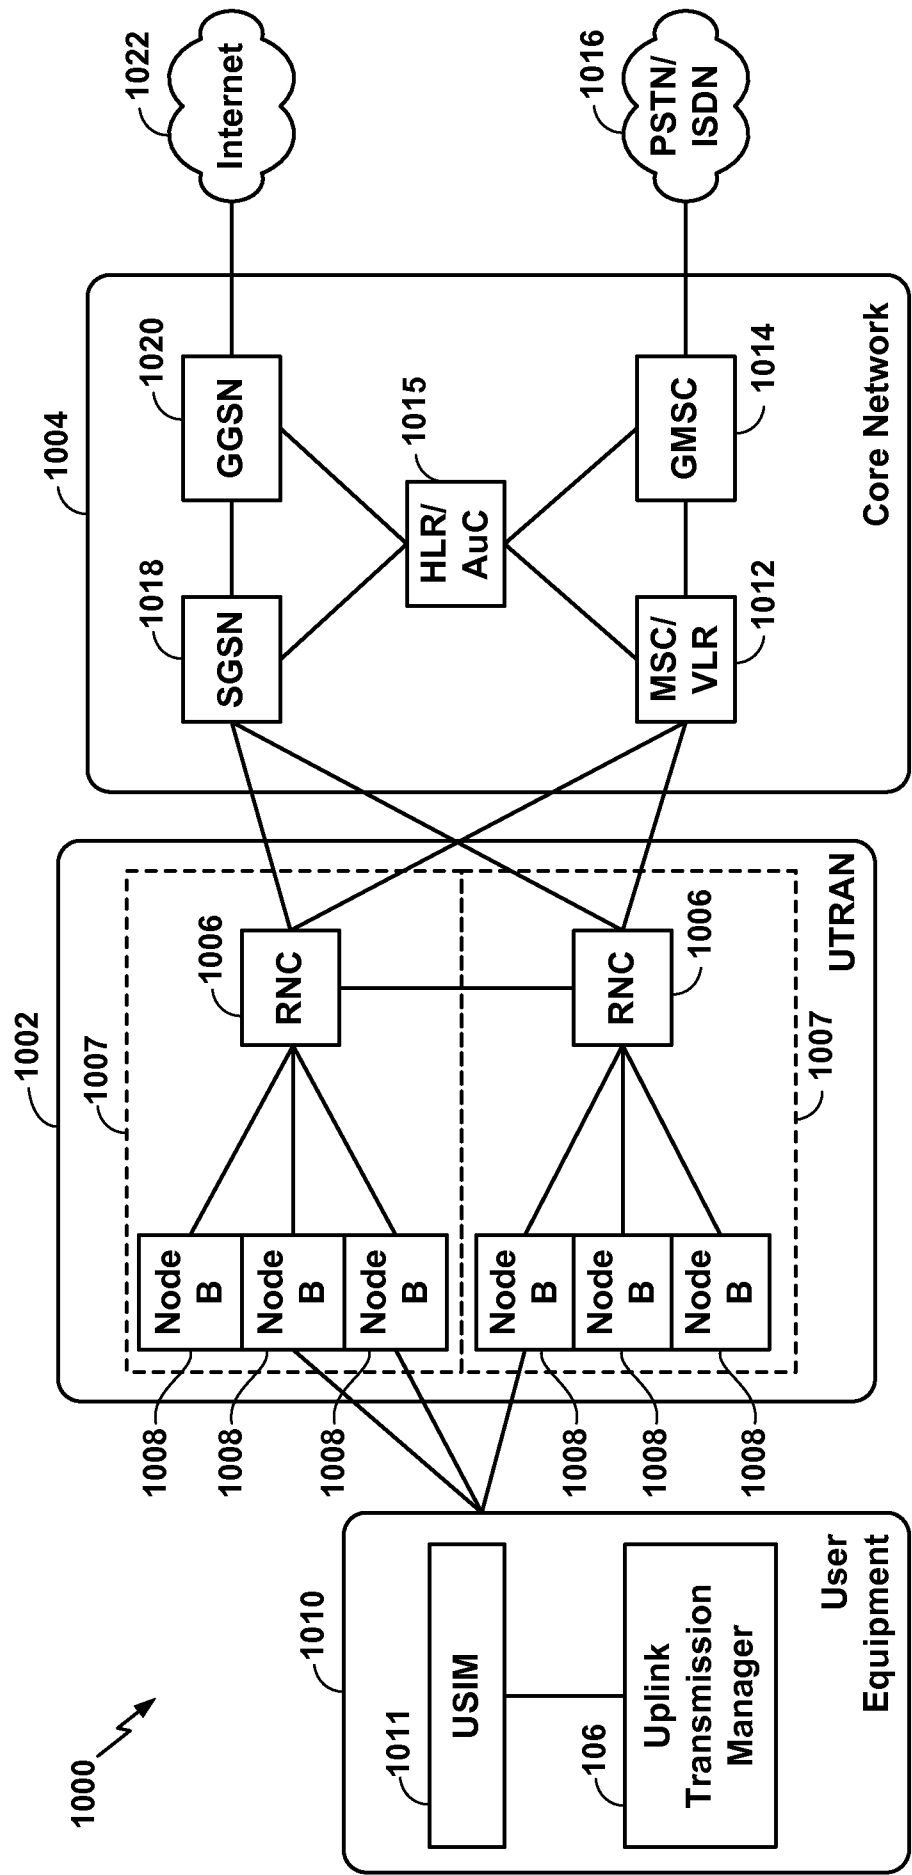 1000
1010
1011
USIM
106
Uplink
Transmission
Manager
User
Equipment
1002
1007
1008
1008
1008
Node
B
Node
B
Node
B
1006
RNC
1008
1008
1008
Node
B
Node
B
Node
B
RNC
1006
1007
UTRAN
1004
1018
SGSN
1020
GGSN
HLR/
AuC
1015
MSC/
VLR
1012
GMSC
1014
Core Network
1022
Internet
1016
PSTN/
ISDN